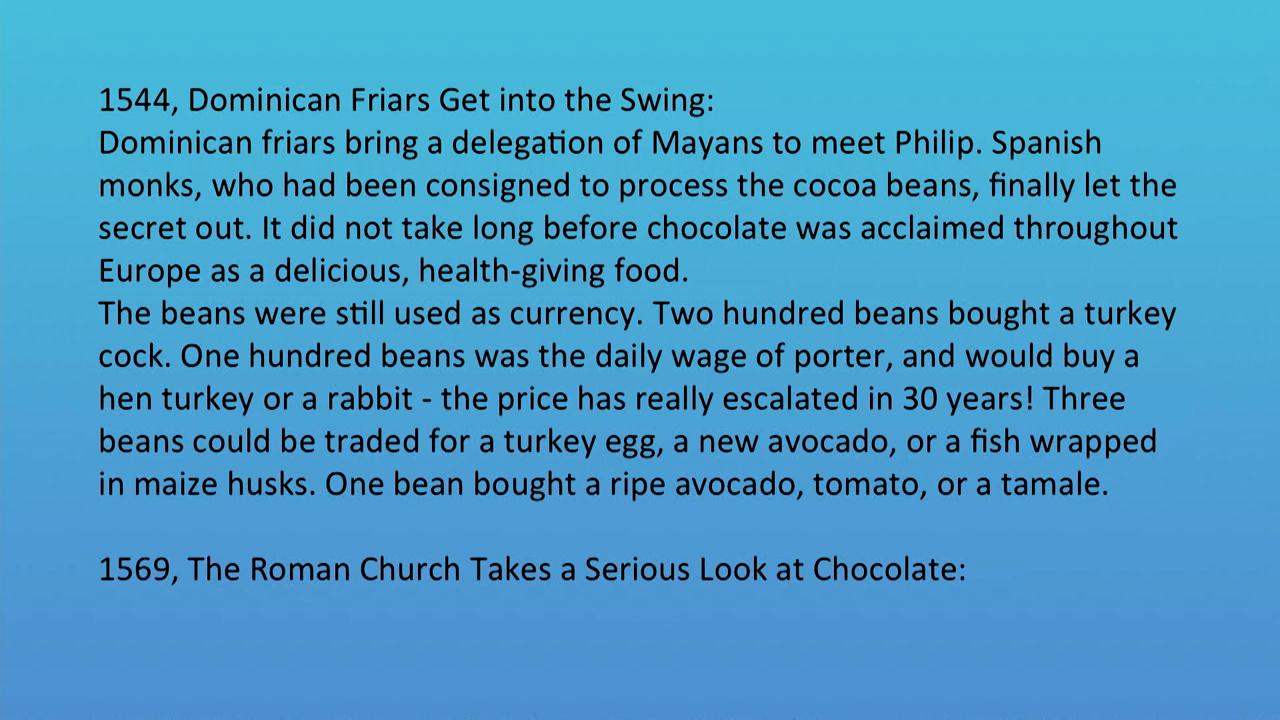 1544, Dominican Friars Get into the Swing:
Dominican friars bring a delegation of Mayans to meet Philip. Spanish
monks, who had been consigned to process the cocoa beans, finally let the
secret out. It did not take long before chocolate was acclaimed throughout
Europe as a delicious, health-giving food.
The beans were still used as currency. Two hundred beans bought a turkey
cock. One hundred beans was the daily wage of porter, and would buy a
hen turkey or a rabbit - the price has really escalated in 30 years! Three
beans could be traded for a turkey egg, a new avocado, or a fish wrapped
in maize husks. One bean bought a ripe avocado, tomato, or a tamale.
1569, The Roman Church Takes a Serious Look at Chocolate: